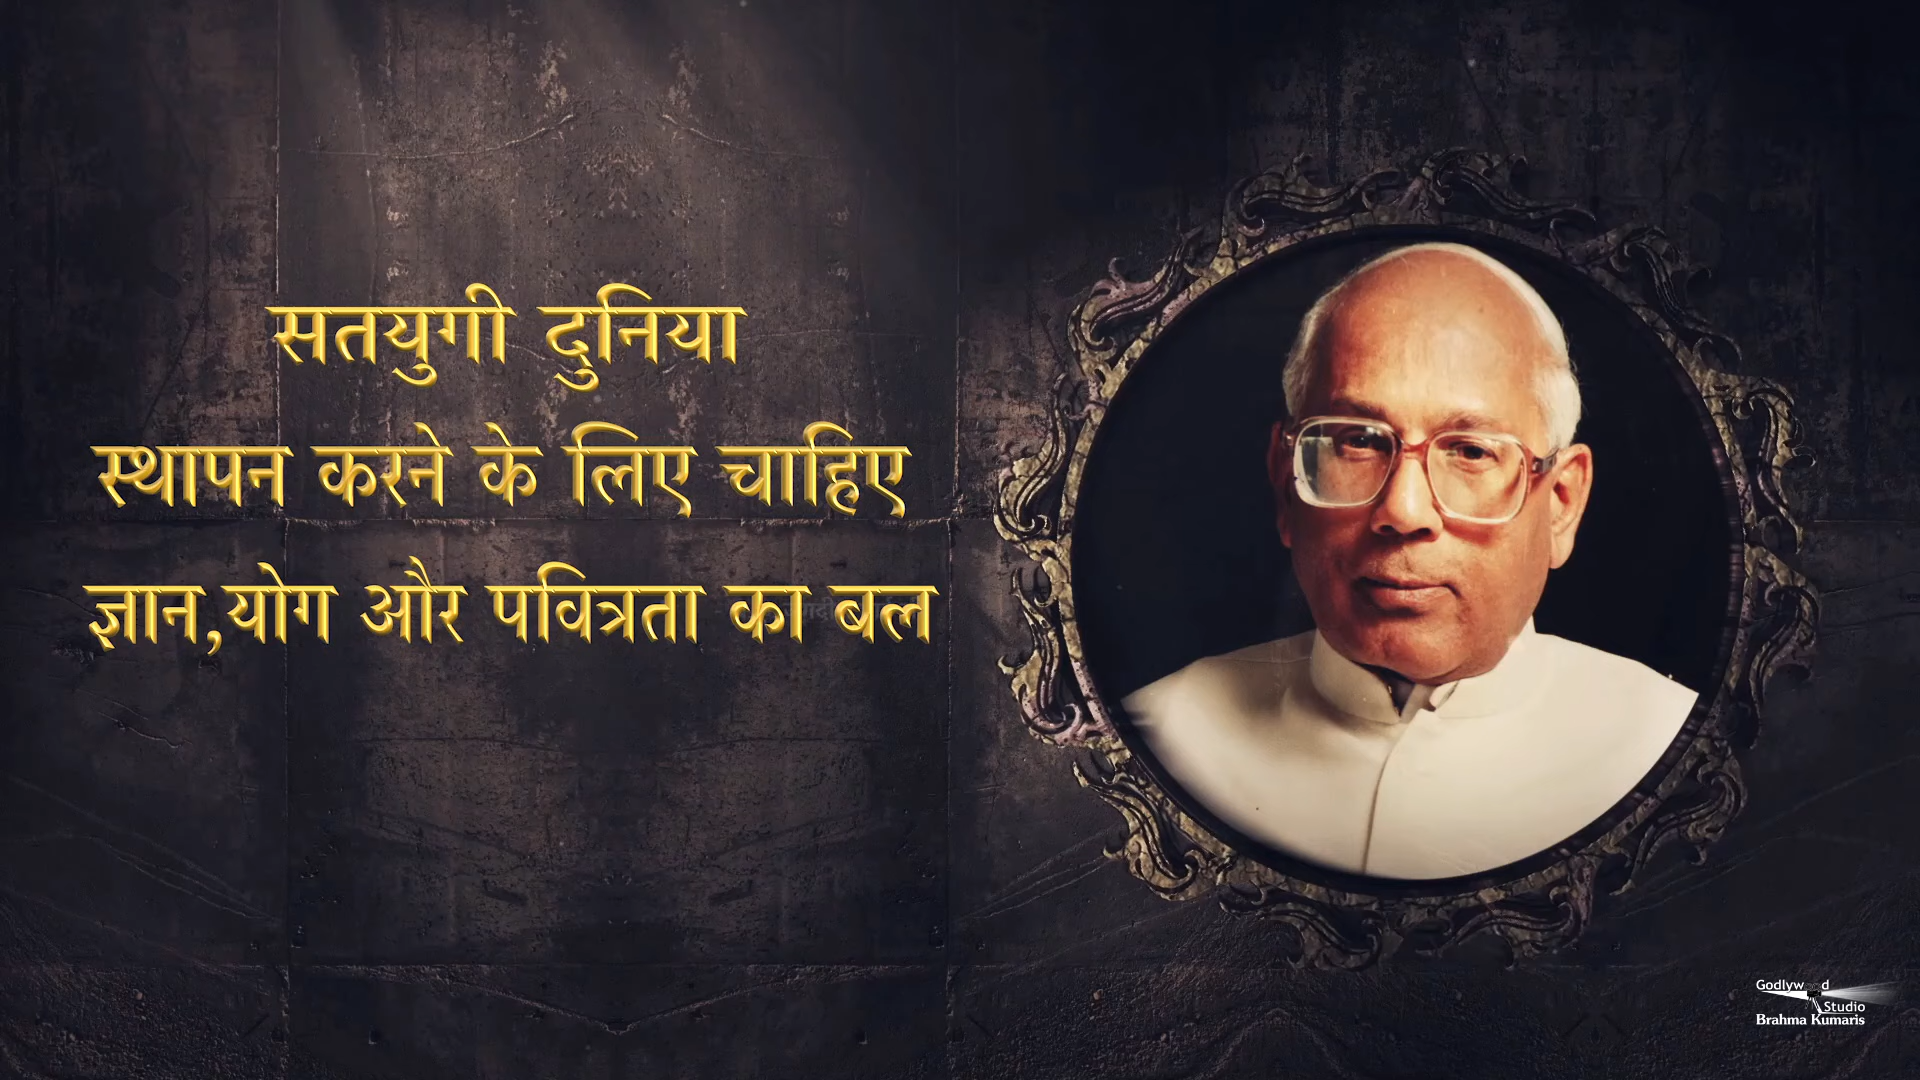 सतयुगी दुनिया
स्थापन करने के लिए चाहिए
ज्ञान,योग और पवित्रता का बल
Godlywood
Studio
Brahma Kumaris